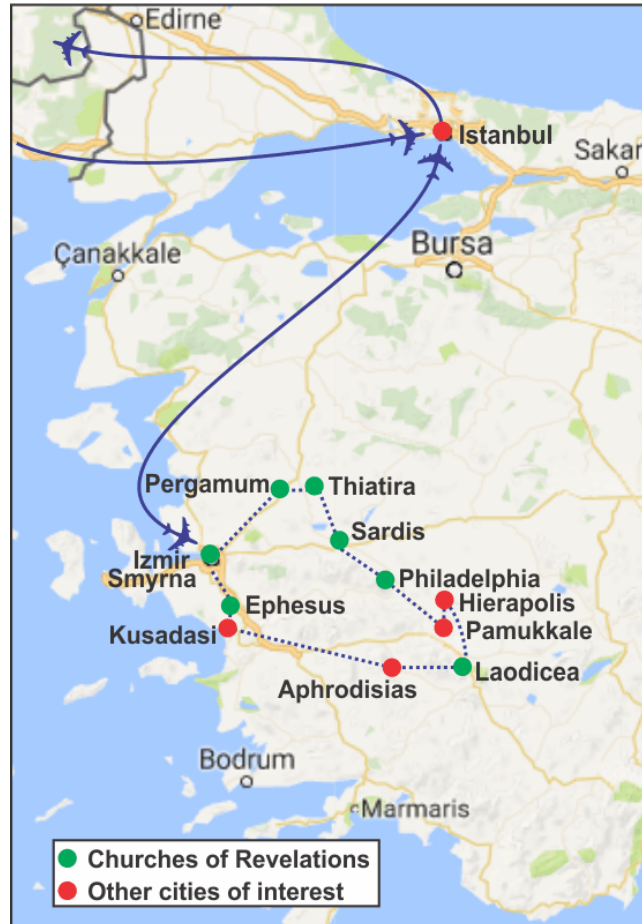 Edirne
Istanbul
Sakar
Çanakkale
Bursa
Pergamum
Thiatira
Sardis
Izmir
Smyrna
Philadelphia
Hierapolis
Ephesus
Kusadasi
Pamukkale
Aphrodisias
Laodicea
Bodrum
Marmaris
Churches of Revelations
Other cities of interest